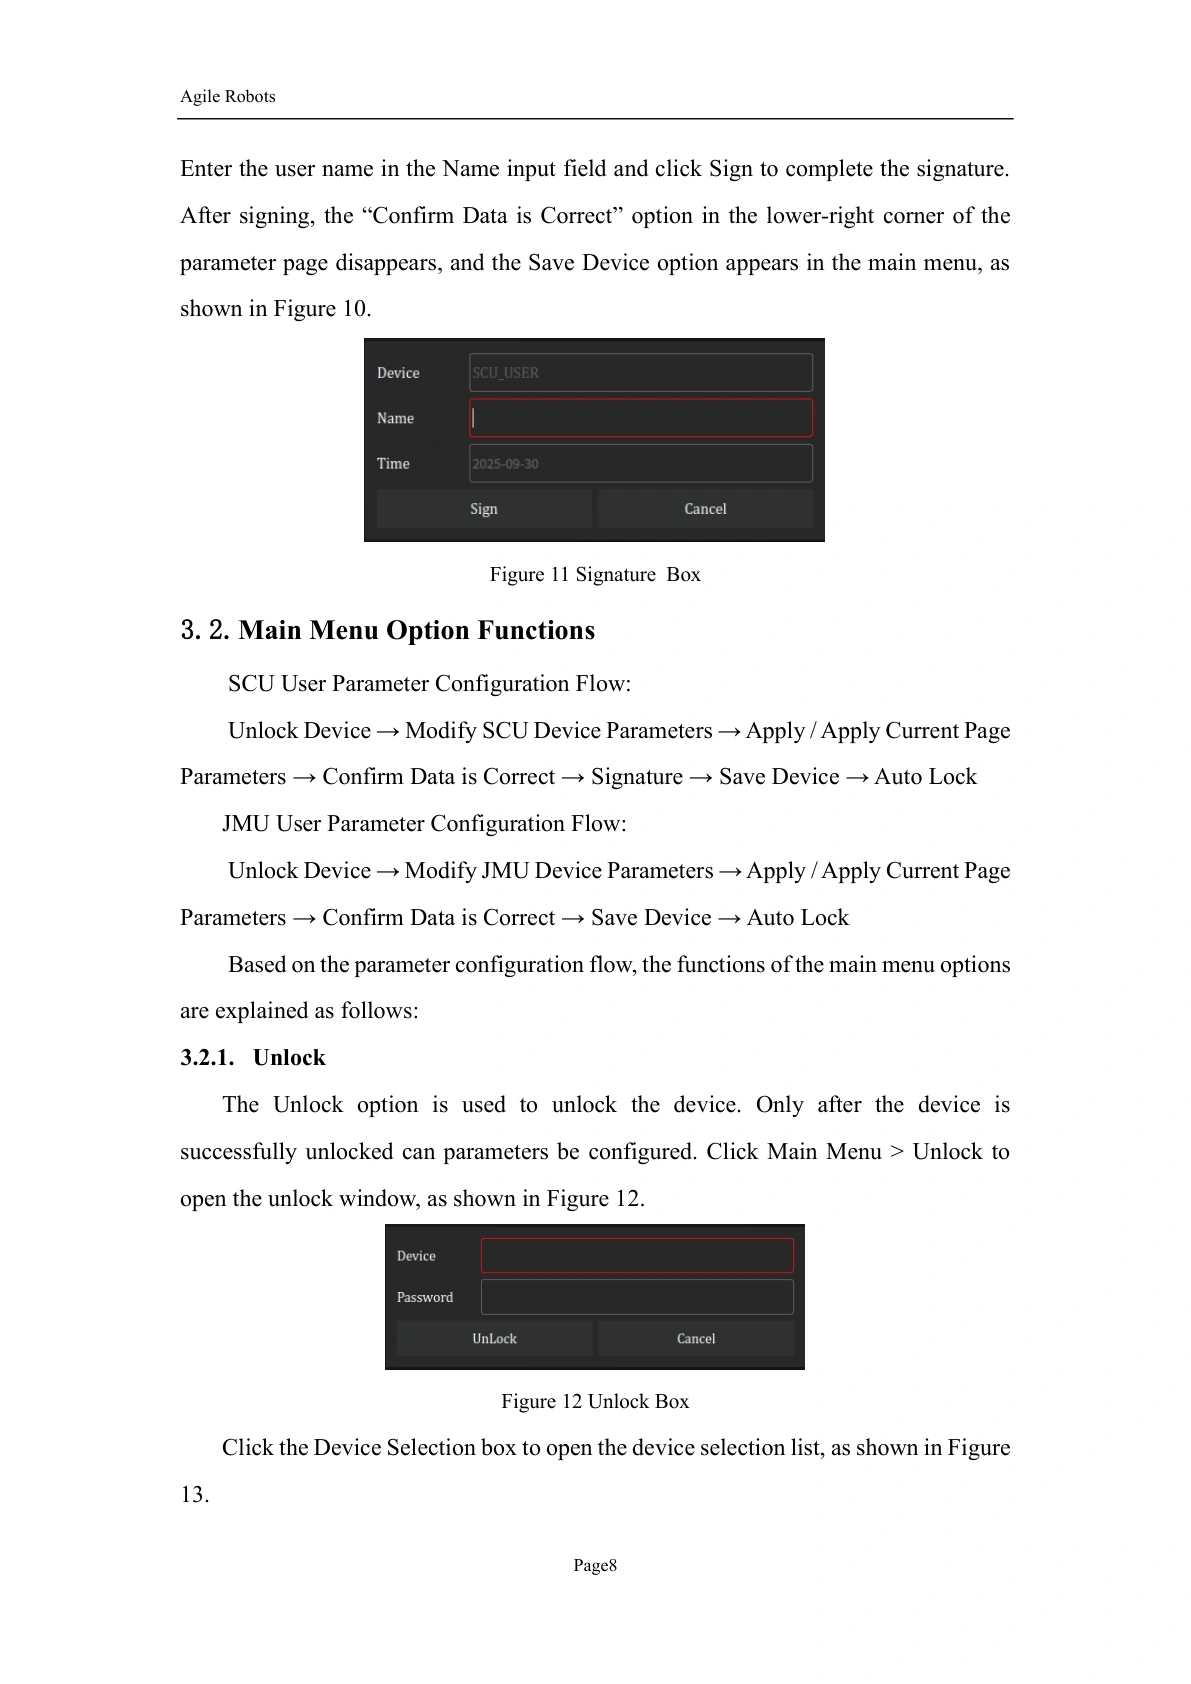 Agile Robots
Enter the user name in the Name input field and click Sign to complete the signature.
After signing, the “Confirm Data is Correct” option in the lower-right corner of the
parameter page disappears, and the Save Device option appears in the main menu, as
shown in Figure 10.
Device SCU_USER
Name
Time 2025-09-30
Sign Cancel
Figure 11 Signature Box
3. 2. Main Menu Option Functions
SCU User Parameter Configuration Flow:
Unlock Device → Modify SCU Device Parameters → Apply / Apply Current Page
Parameters → Confirm Data is Correct → Signature → Save Device → Auto Lock
JMU User Parameter Configuration Flow:
Unlock Device → Modify JMU Device Parameters → Apply / Apply Current Page
Parameters → Confirm Data is Correct → Save Device → Auto Lock
Based on the parameter configuration flow, the functions of the main menu options
are explained as follows:
3.2.1. Unlock
The Unlock option is used to unlock the device. Only after the device is
successfully unlocked can parameters be configured. Click Main Menu > Unlock to
open the unlock window, as shown in Figure 12.
Device
Password
UnLock Cancel
Figure 12 Unlock Box
Click the Device Selection box to open the device selection list, as shown in Figure
13.
Page8